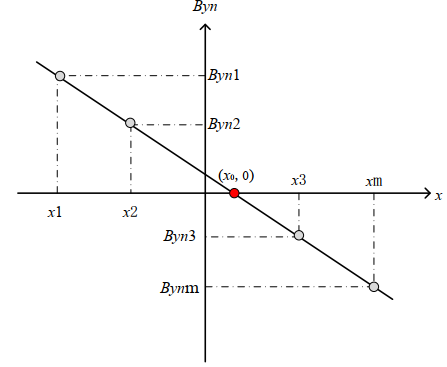 Byn
Byn1
Byn2
(x₀, 0)
x3
xm
x
x1
x2
Byn3
Bynm